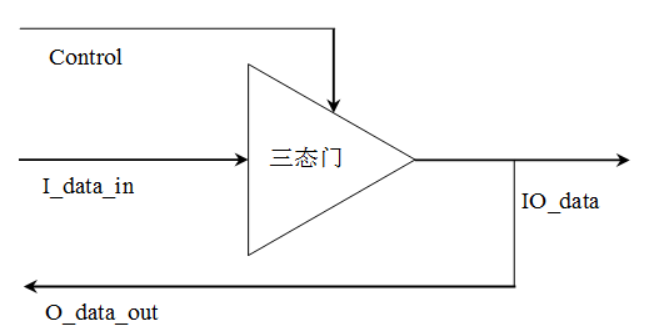 Control
三态门
I_data_in
IO_data
O_data_out